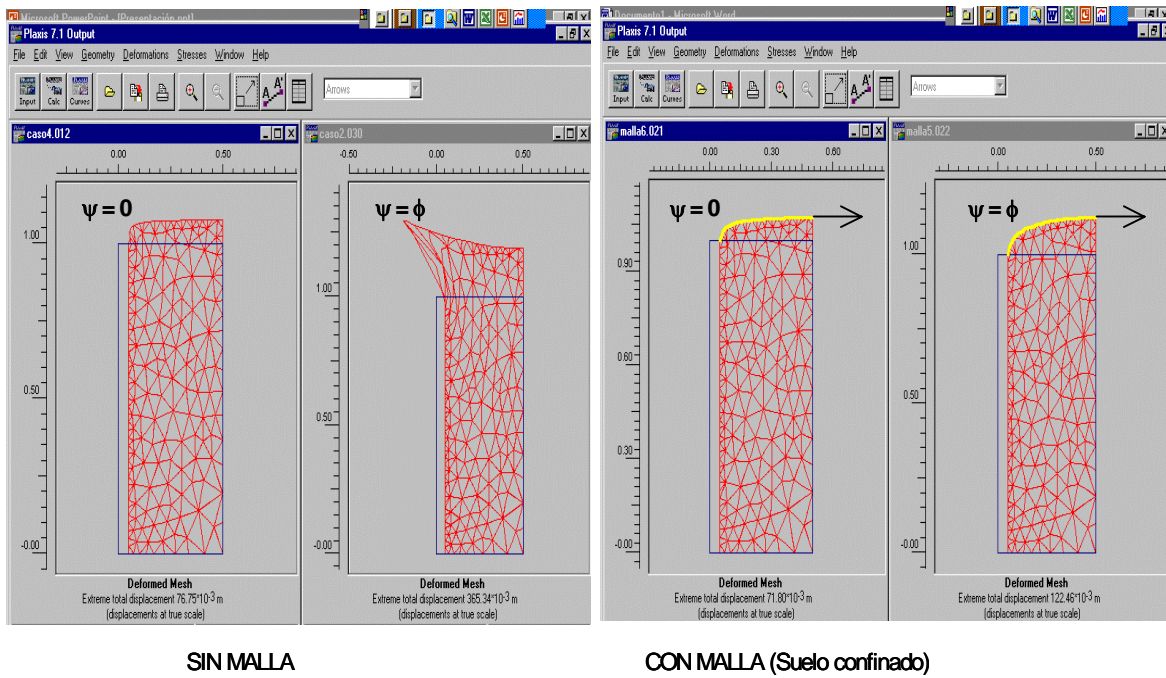 Microsoft PowerPoint - [Presentación.ppt]
Plaxis 7.1 Output
File Edit View Geometry Deformations Stresses Window Help
Input Calc Curves Arrows
caso4.012
0.00 0.50
ψ = 0
1.00
0.50
-0.00
Deformed Mesh
Extreme total displacement 76.75*10-3 m
(displacements at true scale)
caso2.030
-0.50 0.00 0.50
ψ = ϕ
1.00
0.50
-0.00
Deformed Mesh
Extreme total displacement 365.34*10-3 m
(displacements at true scale)
SIN MALLA
Documento1 - Microsoft Word
Plaxis 7.1 Output
File Edit View Geometry Deformations Stresses Window Help
Input Calc Curves Arrows
malla6.021
0.00 0.30 0.60
ψ = 0
0.90
0.60
0.30
-0.00
Deformed Mesh
Extreme total displacement 71.80*10-3 m
(displacements at true scale)
malla5.022
0.00 0.50
ψ = ϕ
1.00
0.50
-0.00
Deformed Mesh
Extreme total displacement 122.46*10-3 m
(displacements at true scale)
CON MALLA (Suelo confinado)